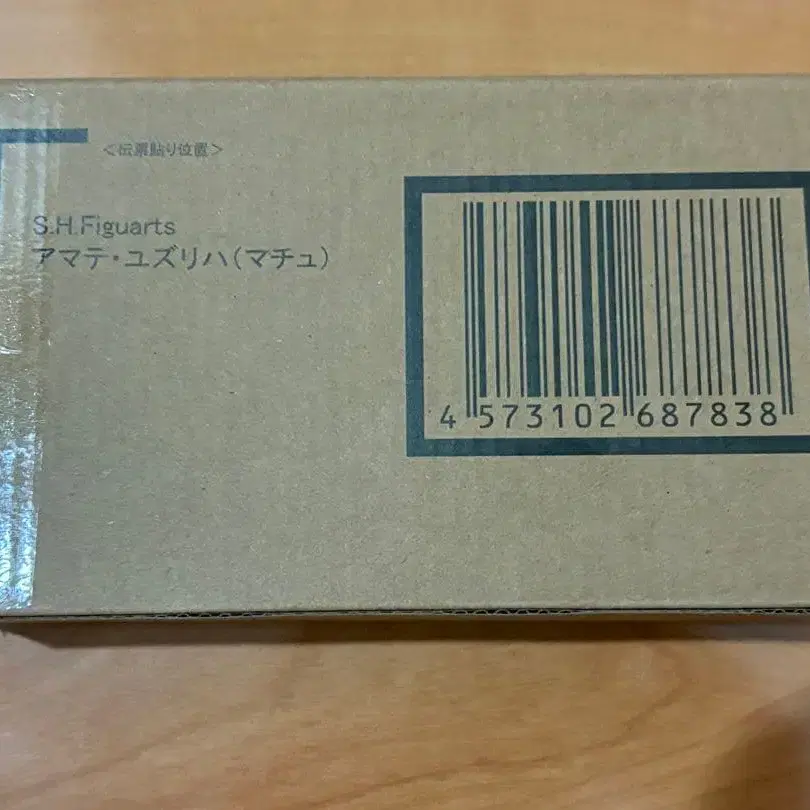 <伝票貼り位置>
S.H.Figuarts
アマテ・ユズリハ(マチュ)
4 573102 687838